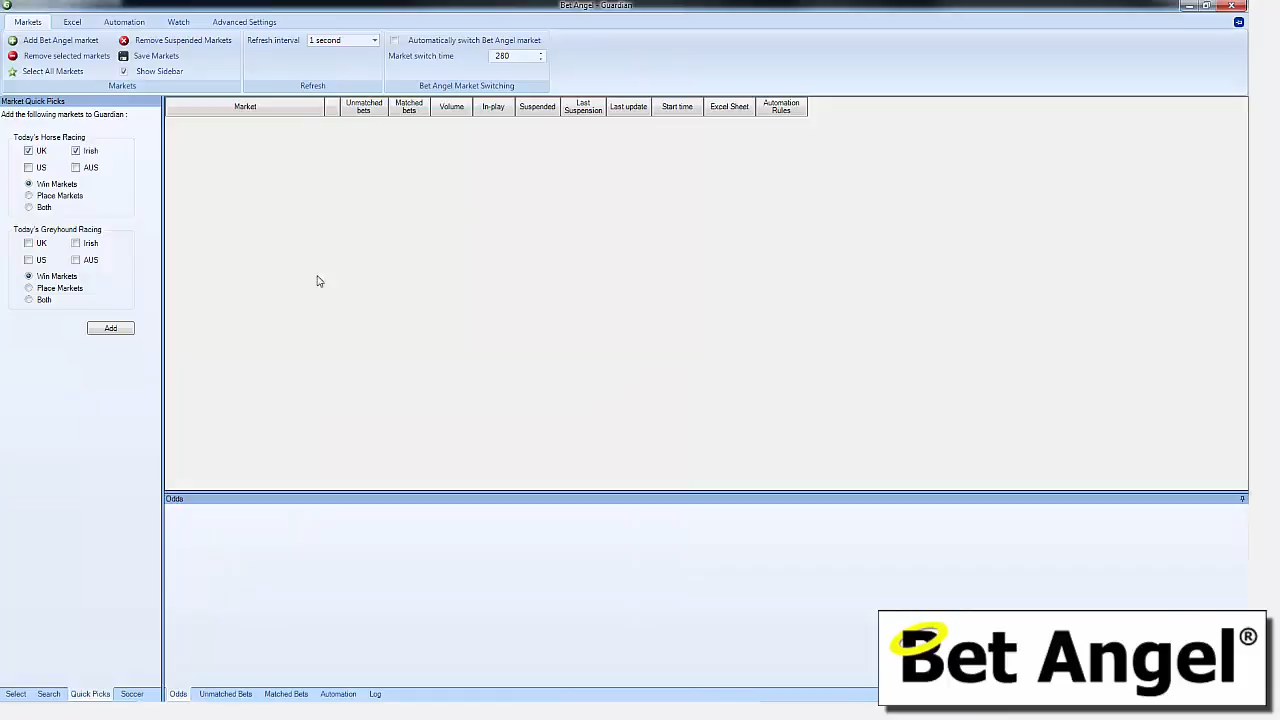 Bet Angel - Guardian
Markets Excel Automation Watch Advanced Settings
Add Bet Angel market Remove Suspended Markets Refresh interval 1 second Automatically switch Bet Angel market
Remove selected markets Save Markets Market switch time 280
Select All Markets Show Sidebar
Markets Refresh Bet Angel Market Switching
Market Quick Picks
Add the following markets to Guardian :
Market Unmatched bets Matched bets Volume In-play Suspended Last Suspension Last update Start time Excel Sheet Automation Rules
Today's Horse Racing
UK Irish
US AUS
Win Markets
Place Markets
Both
Today's Greyhound Racing
UK Irish
US AUS
Win Markets
Place Markets
Both
Add
Odds
Select Search Quick Picks Soccer
Odds Unmatched Bets Matched Bets Automation Log
Bet Angel®